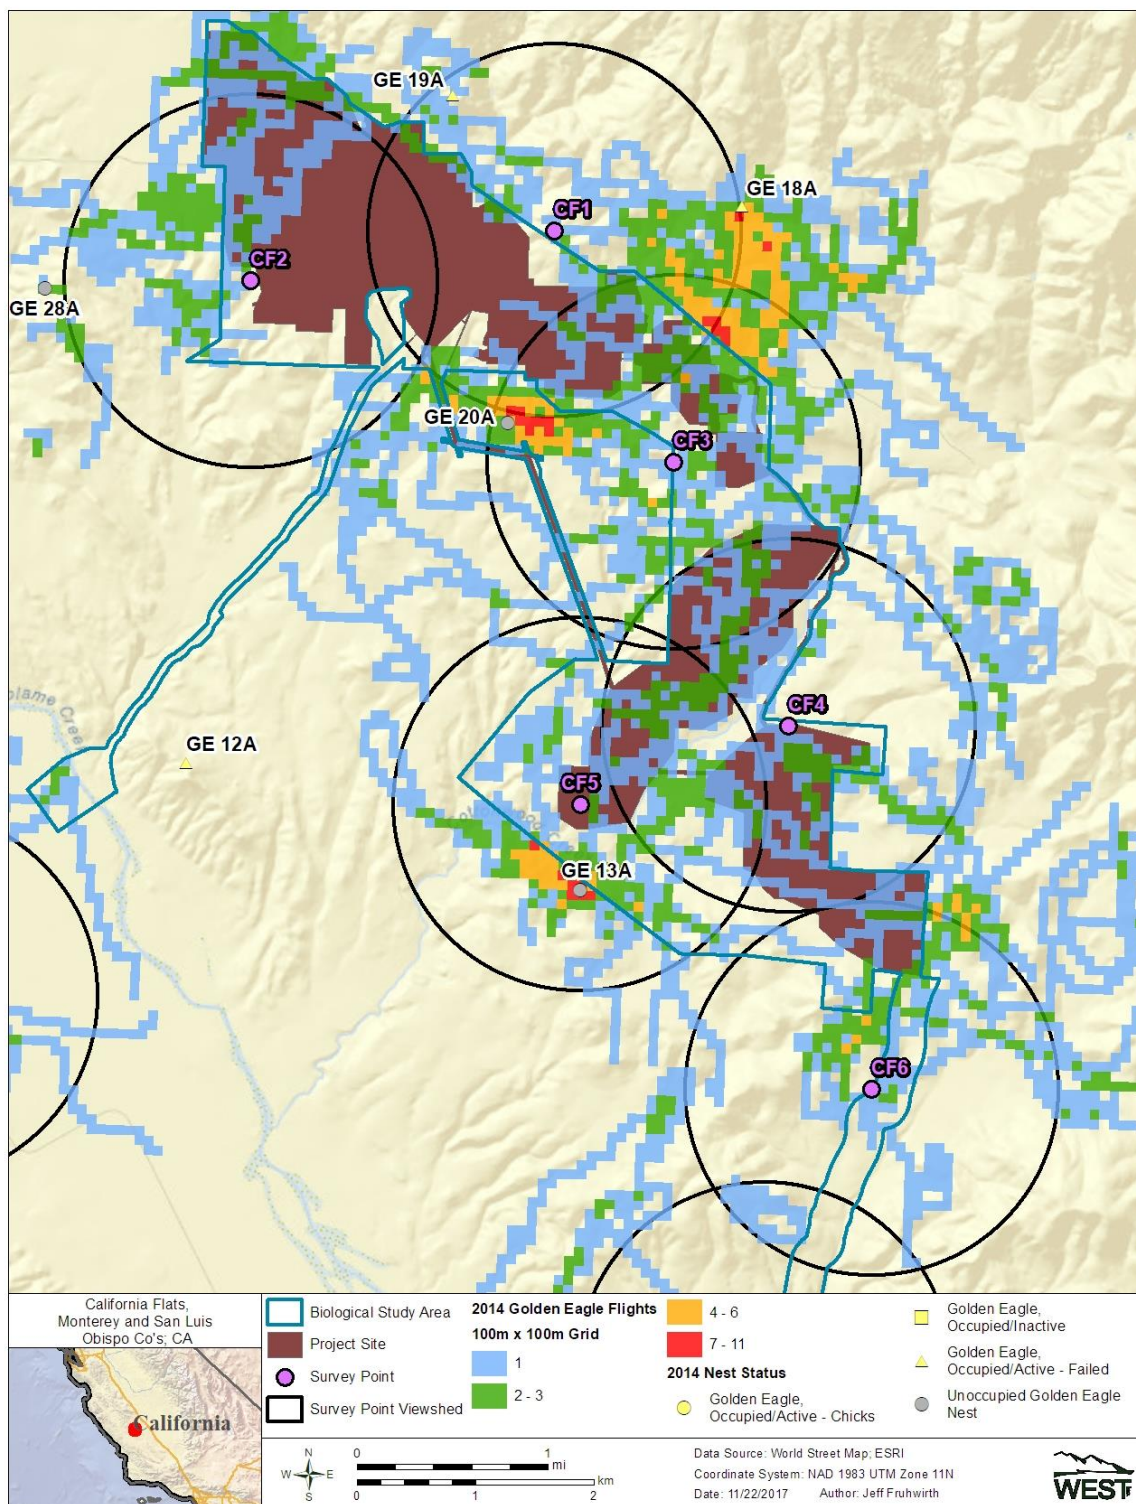 GE 19A
GE 18A
CF1
CF2
GE 28A
GE 20A
CF3
CF4
GE 12A
CF5
GE 13A
CF6
California Flats,
Monterey and San Luis
Obispo Co's; CA
California
Biological Study Area
Project Site
Survey Point
Survey Point Viewshed
2014 Golden Eagle Flights
100m x 100m Grid
1
2 - 3
4 - 6
7 - 11
2014 Nest Status
Golden Eagle,
Occupied/Active - Chicks
Golden Eagle,
Occupied/Inactive
Golden Eagle,
Occupied/Active - Failed
Unoccupied Golden Eagle
Nest
N
W E
S
0 1
mi
km
0 1 2
Data Source: World Street Map; ESRI
Coordinate System: NAD 1983 UTM Zone 11N
Date: 11/22/2017 Author: Jeff Fruhwirth
WEST